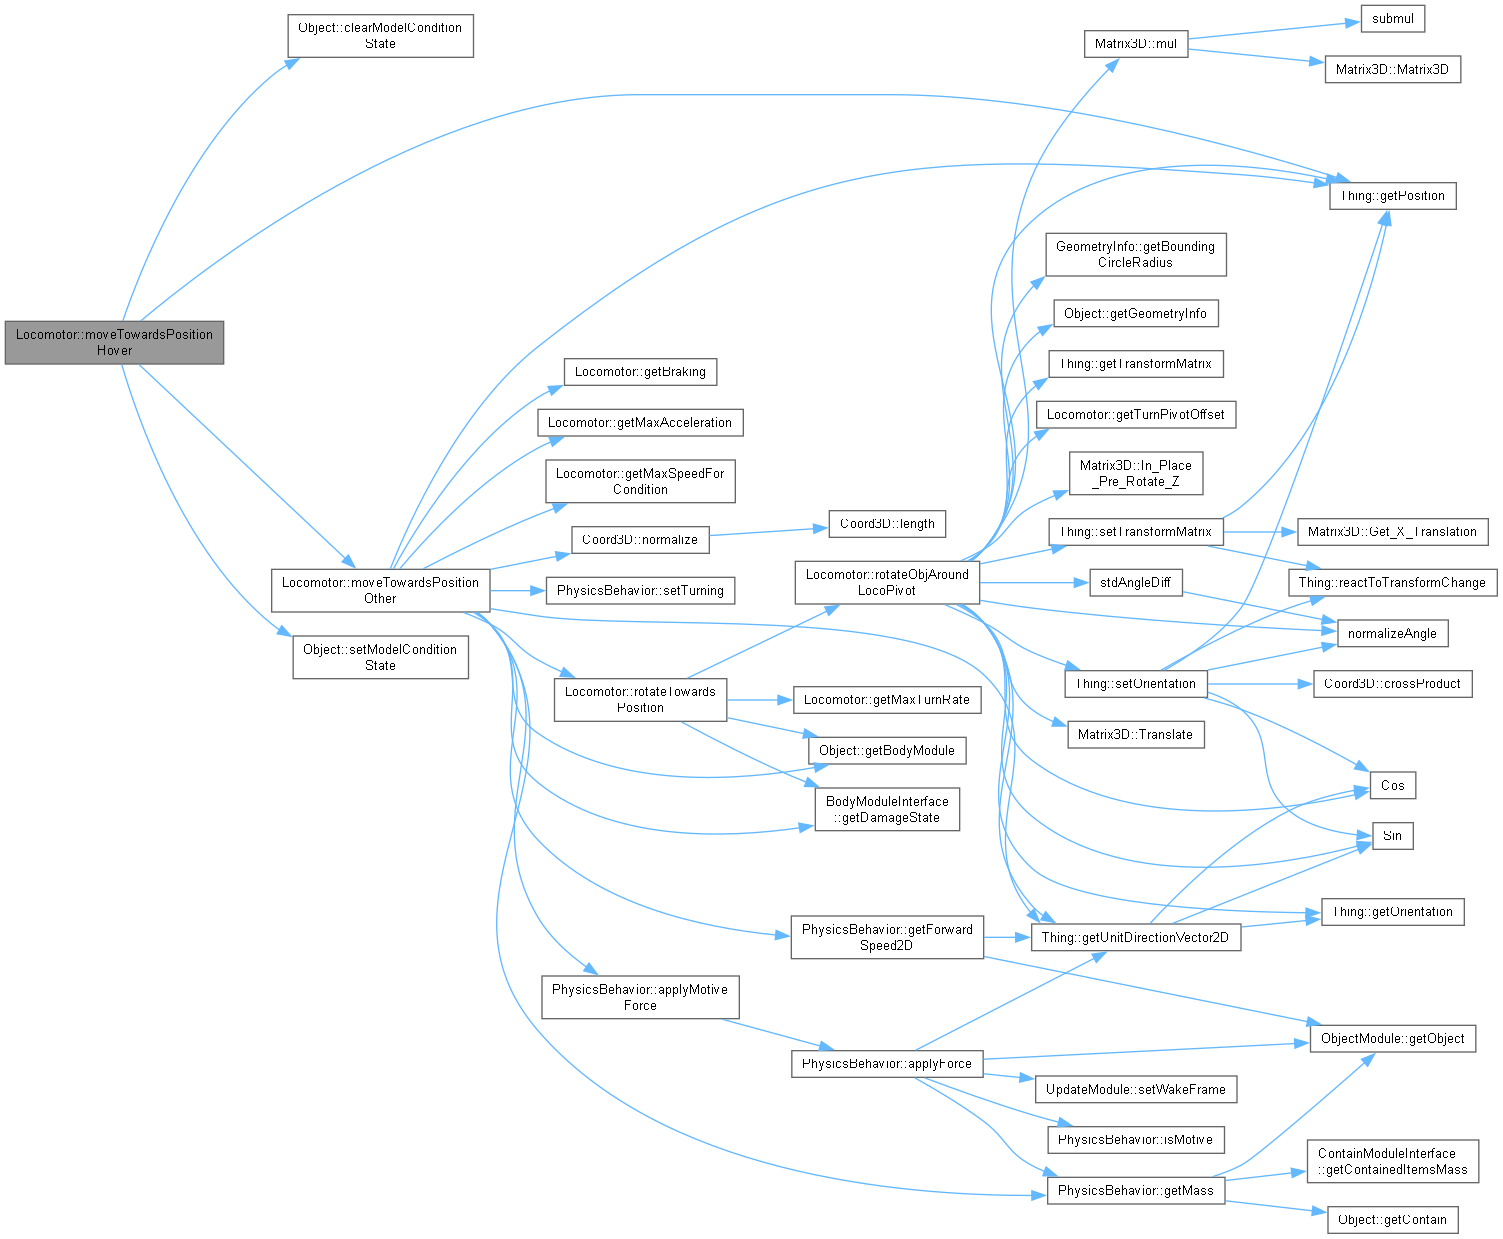 Object::clearModelCondition
State
submul
Matrix3D::mul
Matrix3D::Matrix3D
Thing::getPosition
GeometryInfo::getBounding
CircleRadius
Object::getGeometryInfo
Locomotor::moveTowardsPosition
Hover
Thing::getTransformMatrix
Locomotor::getBraking
Locomotor::getTurnPivotOffset
Locomotor::getMaxAcceleration
Matrix3D::In_Place
_Pre_Rotate_Z
Locomotor::getMaxSpeedFor
Condition
Coord3D::length
Thing::setTransformMatrix
Matrix3D::Get_X_Translation
Coord3D::normalize
Locomotor::moveTowardsPosition
Other
PhysicsBehavior::setTurning
Locomotor::rotateObjAround
LocoPivot
stdAngleDiff
Thing::reactToTransformChange
normalizeAngle
Object::setModelCondition
State
Thing::setOrientation
Coord3D::crossProduct
Locomotor::rotateTowards
Position
Locomotor::getMaxTurnRate
Matrix3D::Translate
Object::getBodyModule
Cos
BodyModuleInterface
::getDamageState
Sin
Thing::getOrientation
PhysicsBehavior::getForward
Speed2D
Thing::getUnitDirectionVector2D
PhysicsBehavior::applyMotive
Force
ObjectModule::getObject
PhysicsBehavior::applyForce
UpdateModule::setWakeFrame
PhysicsBehavior::isMotive
ContainModuleInterface
::getContainedItemsMass
PhysicsBehavior::getMass
Object::getContain